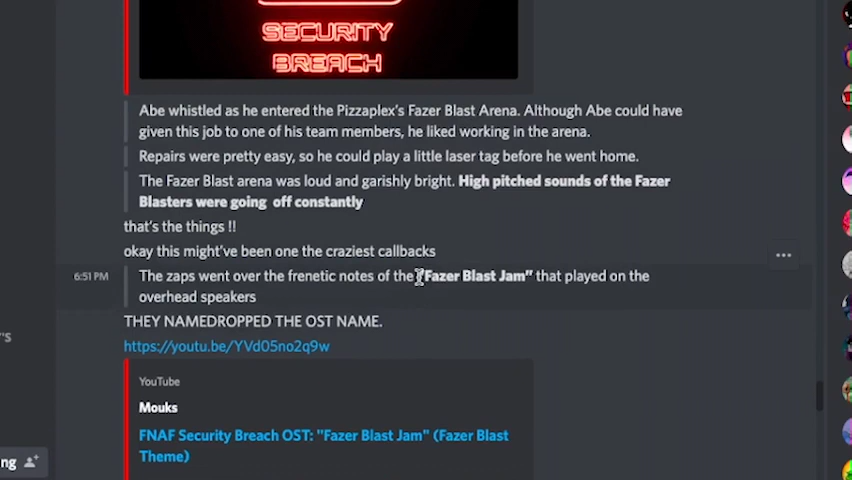 SECURITY
BREACH
Abe whistled as he entered the Pizzaplex's Fazer Blast Arena. Although Abe could have
given this job to one of his team members, he liked working in the arena.
Repairs were pretty easy, so he could play a little laser tag before he went home.
The Fazer Blast arena was loud and garishly bright. High pitched sounds of the Fazer
Blasters were going off constantly
that's the things !!
okay this might've been one the craziest callbacks
6:51 PM
The zaps went over the frenetic notes of the "Fazer Blast Jam" that played on the
overhead speakers
THEY NAMEDROPPED THE OST NAME.
's
https://youtu.be/YVd05no2q9w
YouTube
Mouks
FNAF Security Breach OST: "Fazer Blast Jam" (Fazer Blast
Theme)
ng